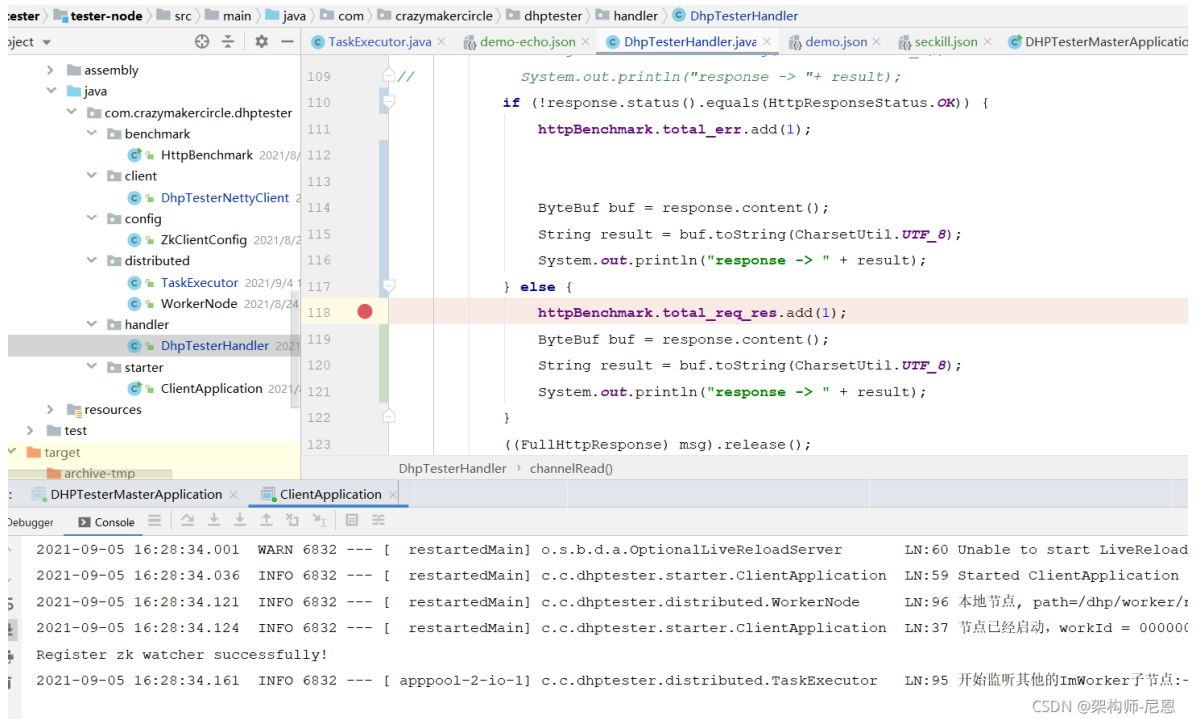 tester tester-node src main java com crazymakercircle dhptester handler DhpTesterHandler
oject TaskExecutor.java demo-echo.json DhpTesterHandler.java demo.json seckill.json DHPTesterMasterApplicatio
assembly
java
com.crazymakercircle.dhptester
benchmark
HttpBenchmark 2021/8/
client
DhpTesterNettyClient 2
config
ZkClientConfig 2021/8/2
distributed
TaskExecutor 2021/9/4 1
WorkerNode 2021/8/24
handler
DhpTesterHandler 2021
starter
ClientApplication 2021/
resources
test
target
archive-tmp
109 // System.out.println("response -> "+ result);
110 if (!response.status().equals(HttpResponseStatus.OK)) {
111 httpBenchmark.total_err.add(1);
112
113
114 ByteBuf buf = response.content();
115 String result = buf.toString(CharsetUtil.UTF_8);
116 System.out.println("response -> " + result);
117 } else {
118 httpBenchmark.total_req_res.add(1);
119 ByteBuf buf = response.content();
120 String result = buf.toString(CharsetUtil.UTF_8);
121 System.out.println("response -> " + result);
122 }
123 ((FullHttpResponse) msg).release();
DhpTesterHandler › channelRead()
: DHPTesterMasterApplication ClientApplication
Debugger Console
2021-09-05 16:28:34.001 WARN 6832 --- [ restartedMain] o.s.b.d.a.OptionalLiveReloadServer LN:60 Unable to start LiveReload
2021-09-05 16:28:34.036 INFO 6832 --- [ restartedMain] c.c.dhptester.starter.ClientApplication LN:59 Started ClientApplication
2021-09-05 16:28:34.121 INFO 6832 --- [ restartedMain] c.c.dhptester.distributed.WorkerNode LN:96 本地节点, path=/dhp/worker/
2021-09-05 16:28:34.124 INFO 6832 --- [ restartedMain] c.c.dhptester.starter.ClientApplication LN:37 节点已经启动，workId = 000000
Register zk watcher successfully!
2021-09-05 16:28:34.161 INFO 6832 --- [ apppool-2-io-1] c.c.dhptester.distributed.TaskExecutor LN:95 开始监听其他的ImWorker子节点:-
CSDN @架构师-尼恩